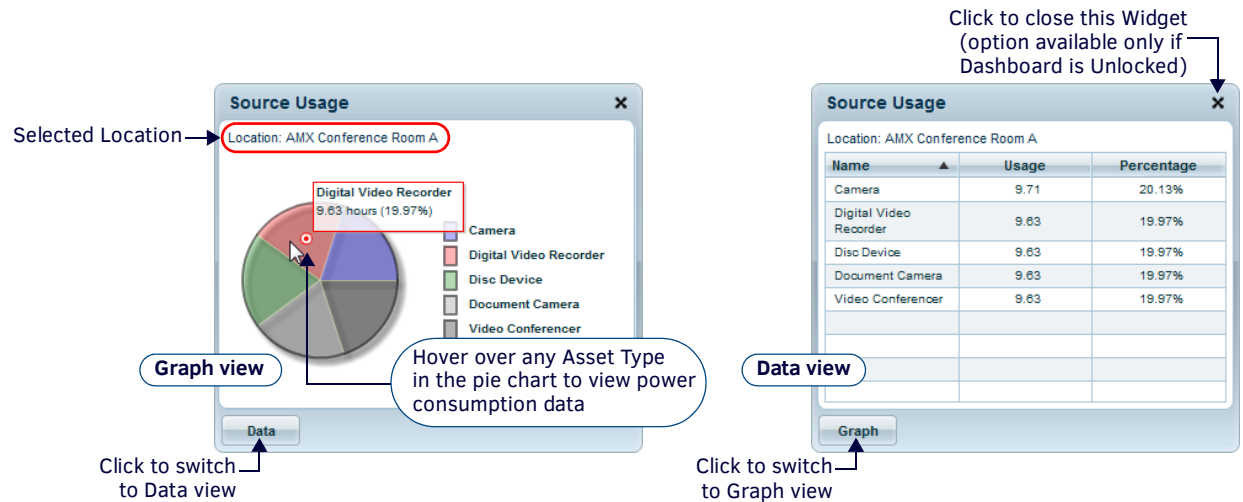 Click to close this Widget
(option available only if
Dashboard is Unlocked)
Source Usage
Selected Location
Location: AMX Conference Room A
Digital Video Recorder
9.63 hours (19.97%)
Camera
Digital Video Recorder
Disc Device
Document Camera
Video Conferencer
Graph view
Hover over any Asset Type
in the pie chart to view power
consumption data
Data
Click to switch
to Data view
Source Usage
Location: AMX Conference Room A
Name Usage Percentage
Camera 9.71 20.13%
Digital Video
Recorder 9.63 19.97%
Disc Device 9.63 19.97%
Document Camera 9.63 19.97%
Video Conferencer 9.63 19.97%
Data view
Graph
Click to switch
to Graph view